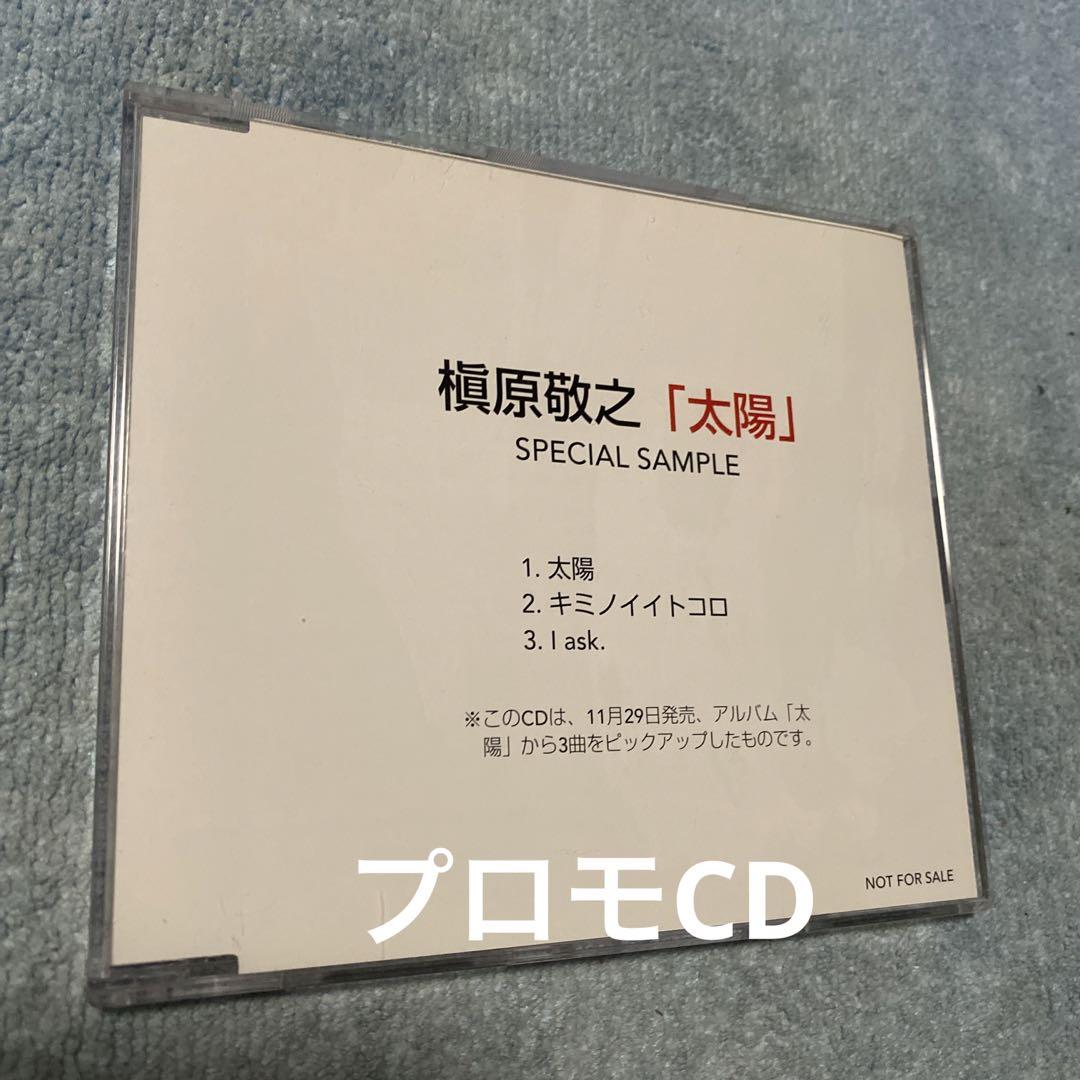 槇原敬之「太陽」
SPECIAL SAMPLE
1. 太陽
2. キミノイイトコロ
3. I ask.
※このCDは、11月29日発売、アルバム「太
陽」から3曲をピックアップしたものです。
プロモCD
NOT FOR SALE